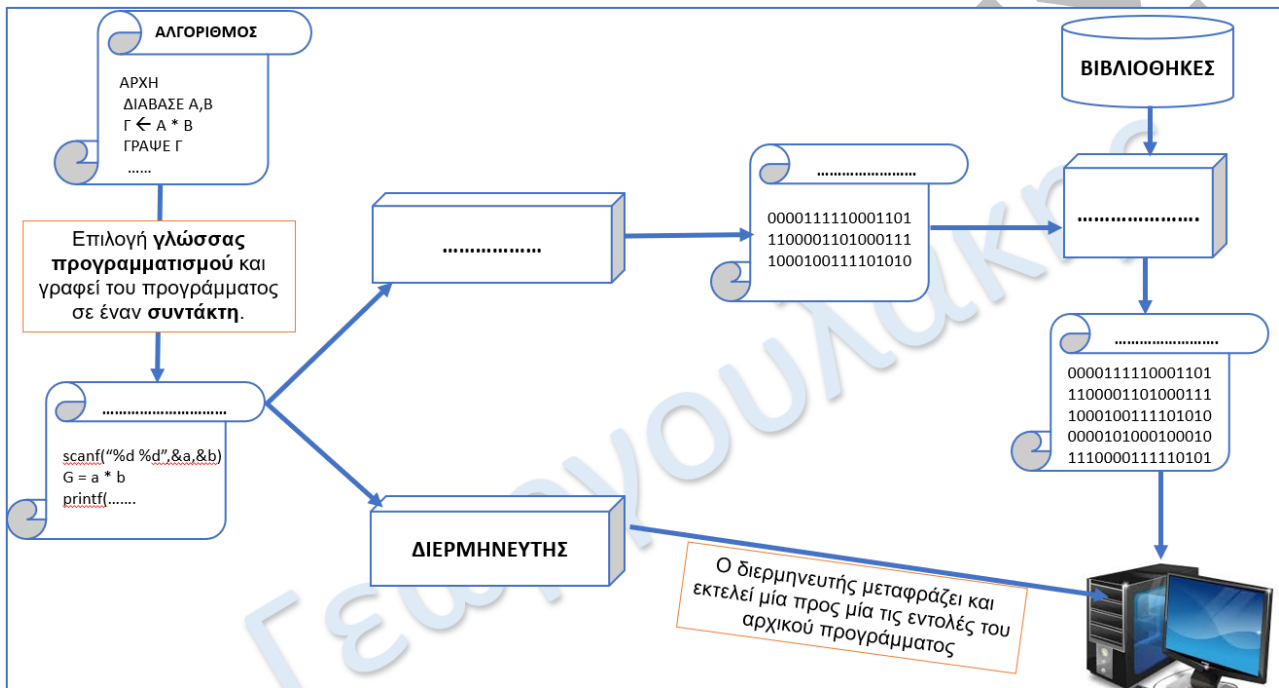 ΑΛΓΟΡΙΘΜΟΣ
ΑΡΧΗ
ΔΙΑΒΑΣΕ Α,Β
Γ ← Α * Β
ΓΡΑΨΕ Γ
......
Επιλογή γλώσσας
προγραμματισμού και
γραφεί του προγράμματος
σε έναν συντάκτη.
..............................
scanf("%d %d",&a,&b)
G = a * b
printf(…….
...................
ΔΙΕΡΜΗΝΕΥΤΗΣ
.......................
0000111110001101
1100001101000111
1000100111101010
ΒΙΒΛΙΟΘΗΚΕΣ
.......................
........................
0000111110001101
1100001101000111
1000100111101010
0000101000100010
1110000111110101
Ο διερμηνευτής μεταφράζει και
εκτελεί μία προς μία τις εντολές του
αρχικού προγράμματος
Γεωργουλάκης